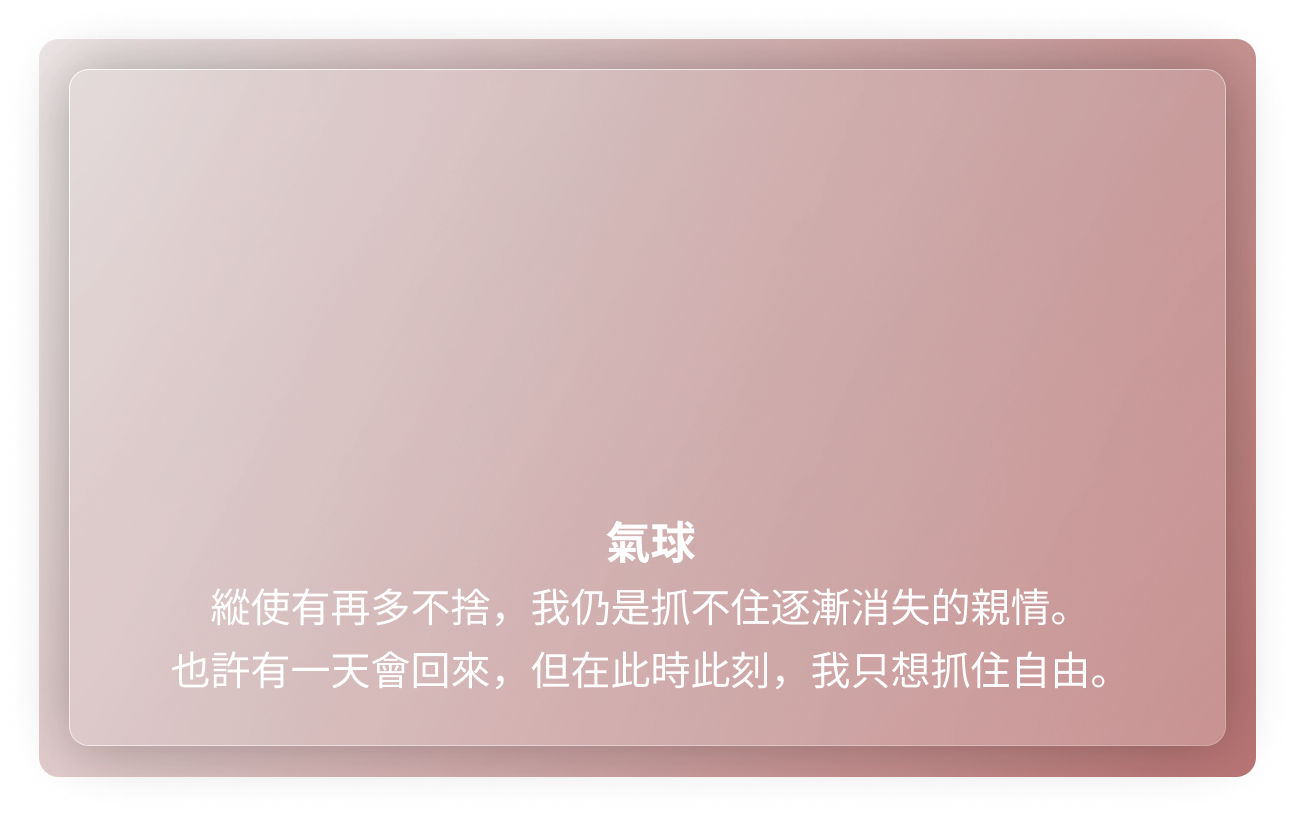 氣球
縱使有再多不捨，我仍是抓不住逐漸消失的親情。
也許有一天會回來，但在此時此刻，我只想抓住自由。